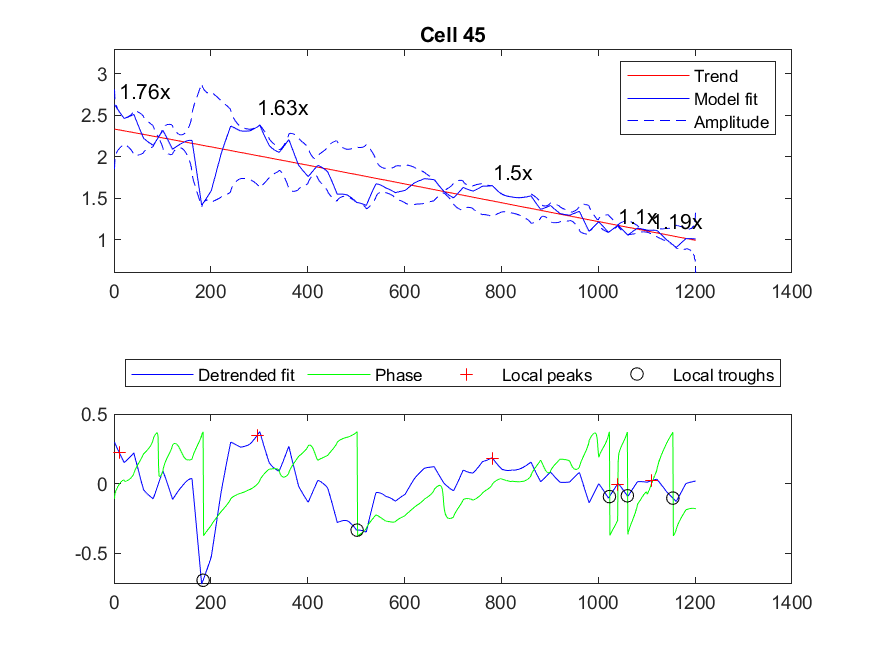 Cell 45
3
2.5
2
1.5
1
1.76x
1.63x
1.5x
1.1x
1.19x
Trend
Model fit
Amplitude
0 200 400 600 800 1000 1200 1400
Detrended fit Phase Local peaks Local troughs
0.5
0
-0.5
0 200 400 600 800 1000 1200 1400